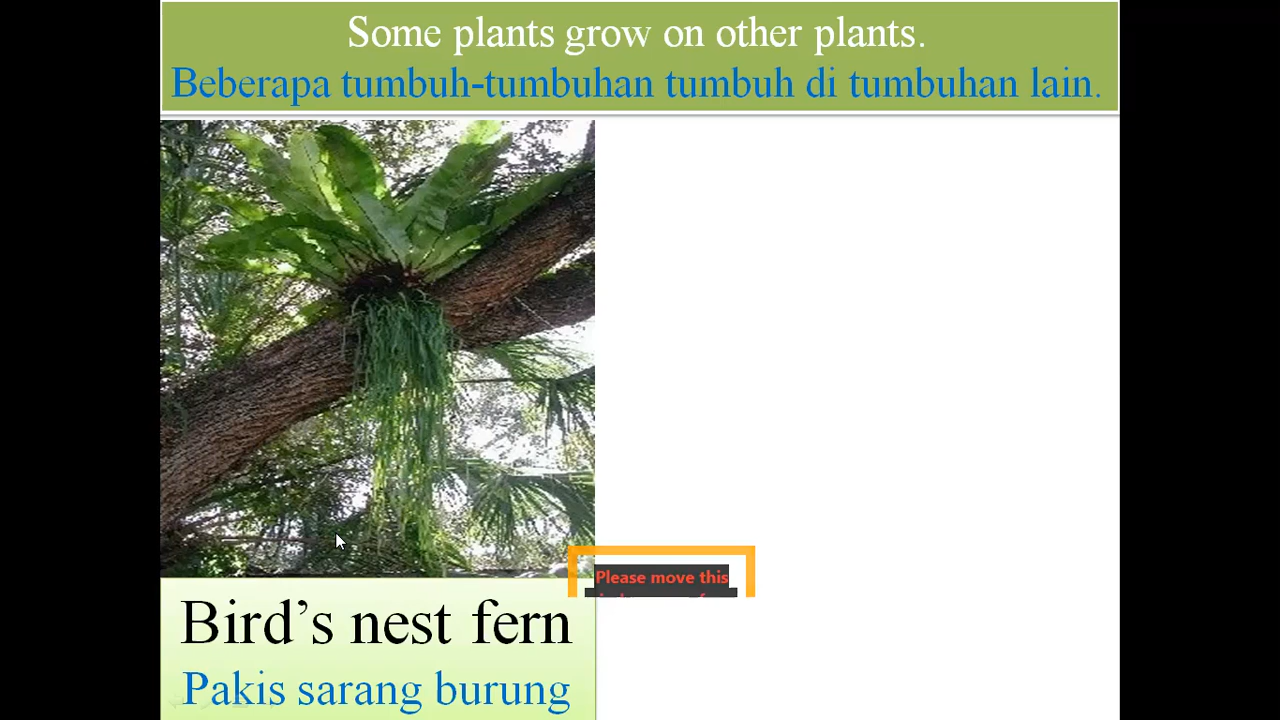 Some plants grow on other plants.
Beberapa tumbuh-tumbuhan tumbuh di tumbuhan lain.
Please move this
Bird's nest fern
Pakis sarang burung